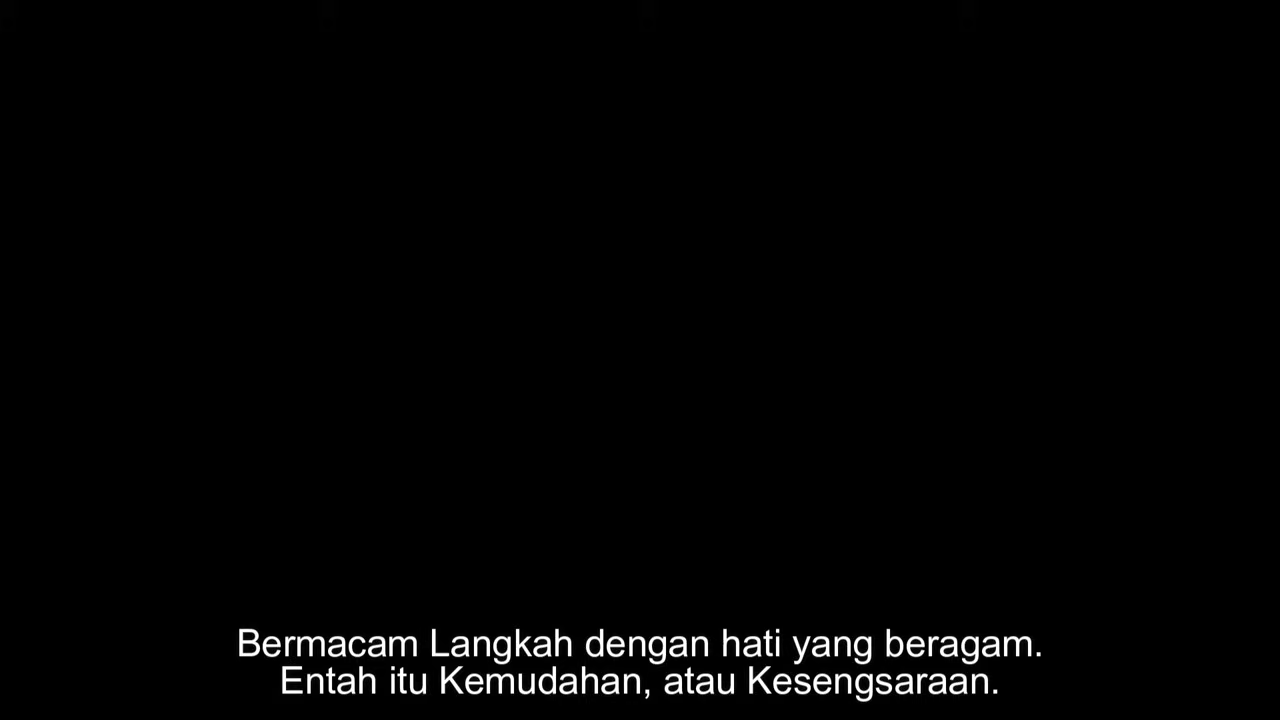 Bermacam Langkah dengan hati yang beragam.
Entah itu Kemudahan, atau Kesengsaraan.